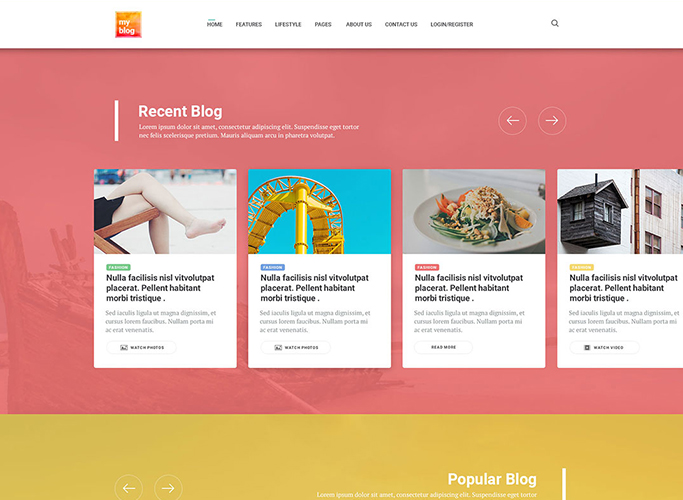 my
blog
HOME FEATURES LIFESTYLE PAGES ABOUT US CONTACT US LOGIN/REGISTER
Recent Blog
Lorem ipsum dolor sit amet, consectetur adipiscing elit. Suspendisse eget tortor
nec felis scelerisque pretium. Mauris aliquam arcu in pharetra volutpat.
FASHION
Nulla facilisis nisl vitvolutpat
placerat. Pellent habitant
morbi tristique .
Sed iaculis ligula ut magna dignissim, et
cursus lorem faucibus. Nullam porta mi
ac erat venenatis.
WATCH PHOTOS
FASHION
Nulla facilisis nisl vitvolutpat
placerat. Pellent habitant
morbi tristique .
Sed iaculis ligula ut magna dignissim, et
cursus lorem faucibus. Nullam porta mi
ac erat venenatis.
WATCH PHOTOS
FASHION
Nulla facilisis nisl vitvolutpat
placerat. Pellent habitant
morbi tristique .
Sed iaculis ligula ut magna dignissim, et
cursus lorem faucibus. Nullam porta mi
ac erat venenatis.
READ MORE
FASHION
Nulla facilisis nisl vitvolutpat
placerat. Pellent habitant
morbi tristique .
Sed iaculis ligula ut magna dignissim, et
cursus lorem faucibus. Nullam porta mi
ac erat venenatis.
WATCH VIDEO
Popular Blog
Lorem ipsum dolor sit amet, consectetur adipiscing elit. Suspendisse eget tortor